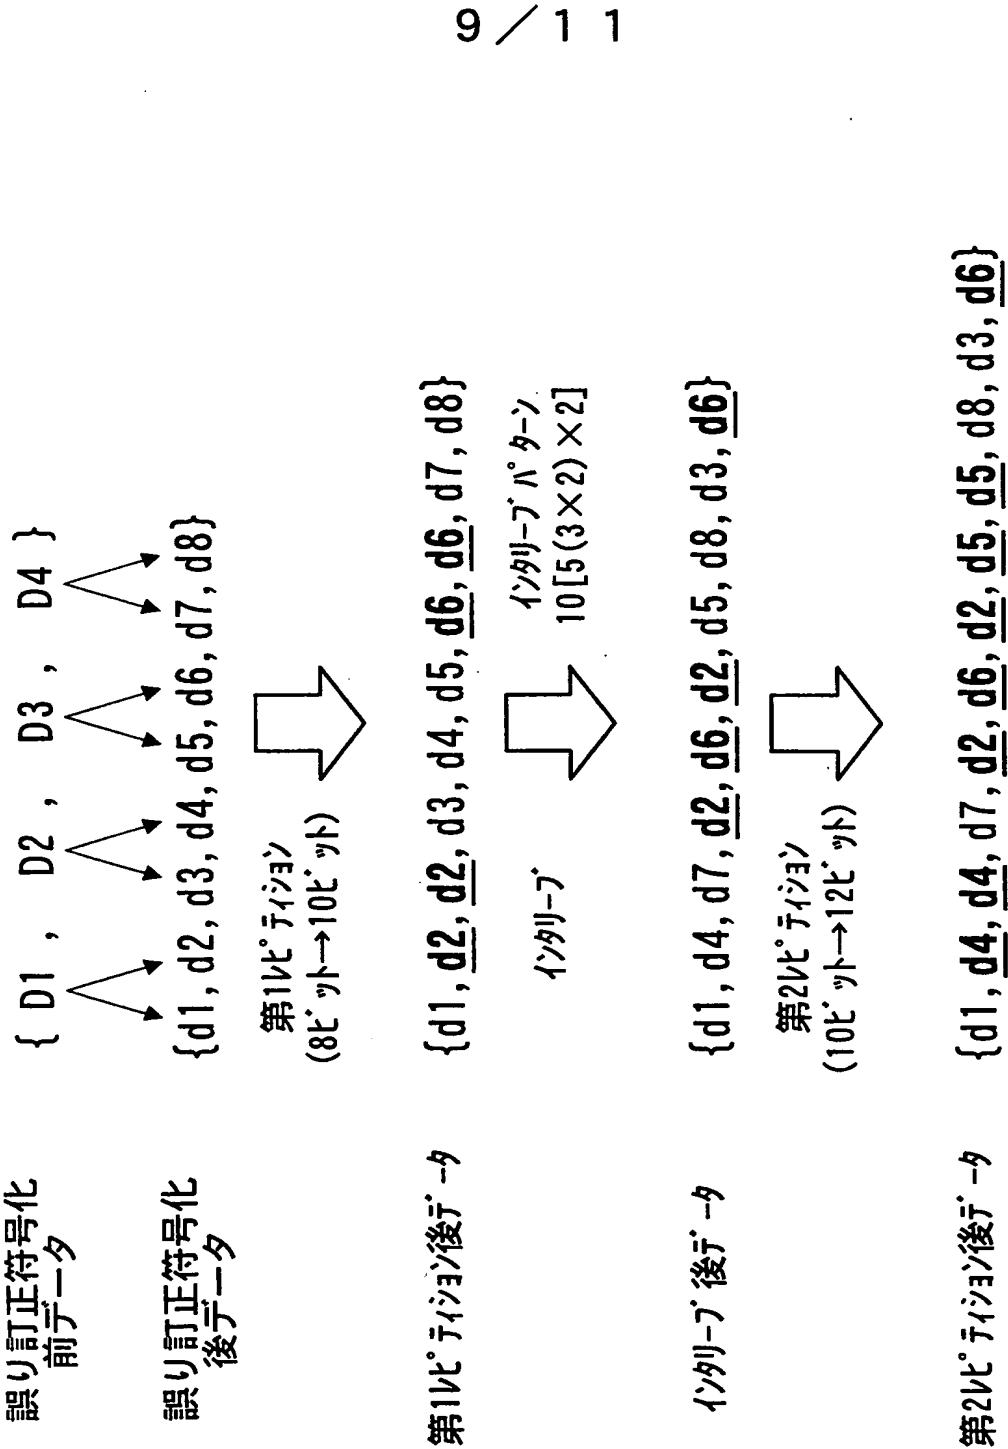 9／11
誤り訂正符号化
前データ
{ D1 , D2 , D3 , D4 }
誤り訂正符号化
後データ
{d1,d2,d3,d4,d5,d6,d7,d8}
第1ﾚﾋﾟﾃｨｼｮﾝ
(8ﾋﾞｯﾄ→10ﾋﾞｯﾄ)
第1ﾚﾋﾟﾃｨｼｮﾝ後ﾃﾞｰﾀ
{d1,d2,d2,d3,d4,d5,d6,d6,d7,d8}
ｲﾝﾀﾘｰﾌﾞ
ｲﾝﾀﾘｰﾌﾞﾊﾟﾀｰﾝ
10[5(3×2)×2]
ｲﾝﾀﾘｰﾌﾞ後ﾃﾞｰﾀ
{d1,d4,d7,d2,d6,d2,d5,d8,d3,d6}
第2ﾚﾋﾟﾃｨｼｮﾝ
(10ﾋﾞｯﾄ→12ﾋﾞｯﾄ)
第2ﾚﾋﾟﾃｨｼｮﾝ後ﾃﾞｰﾀ
{d1,d4,d4,d7,d2,d6,d2,d5,d5,d8,d3,d6}